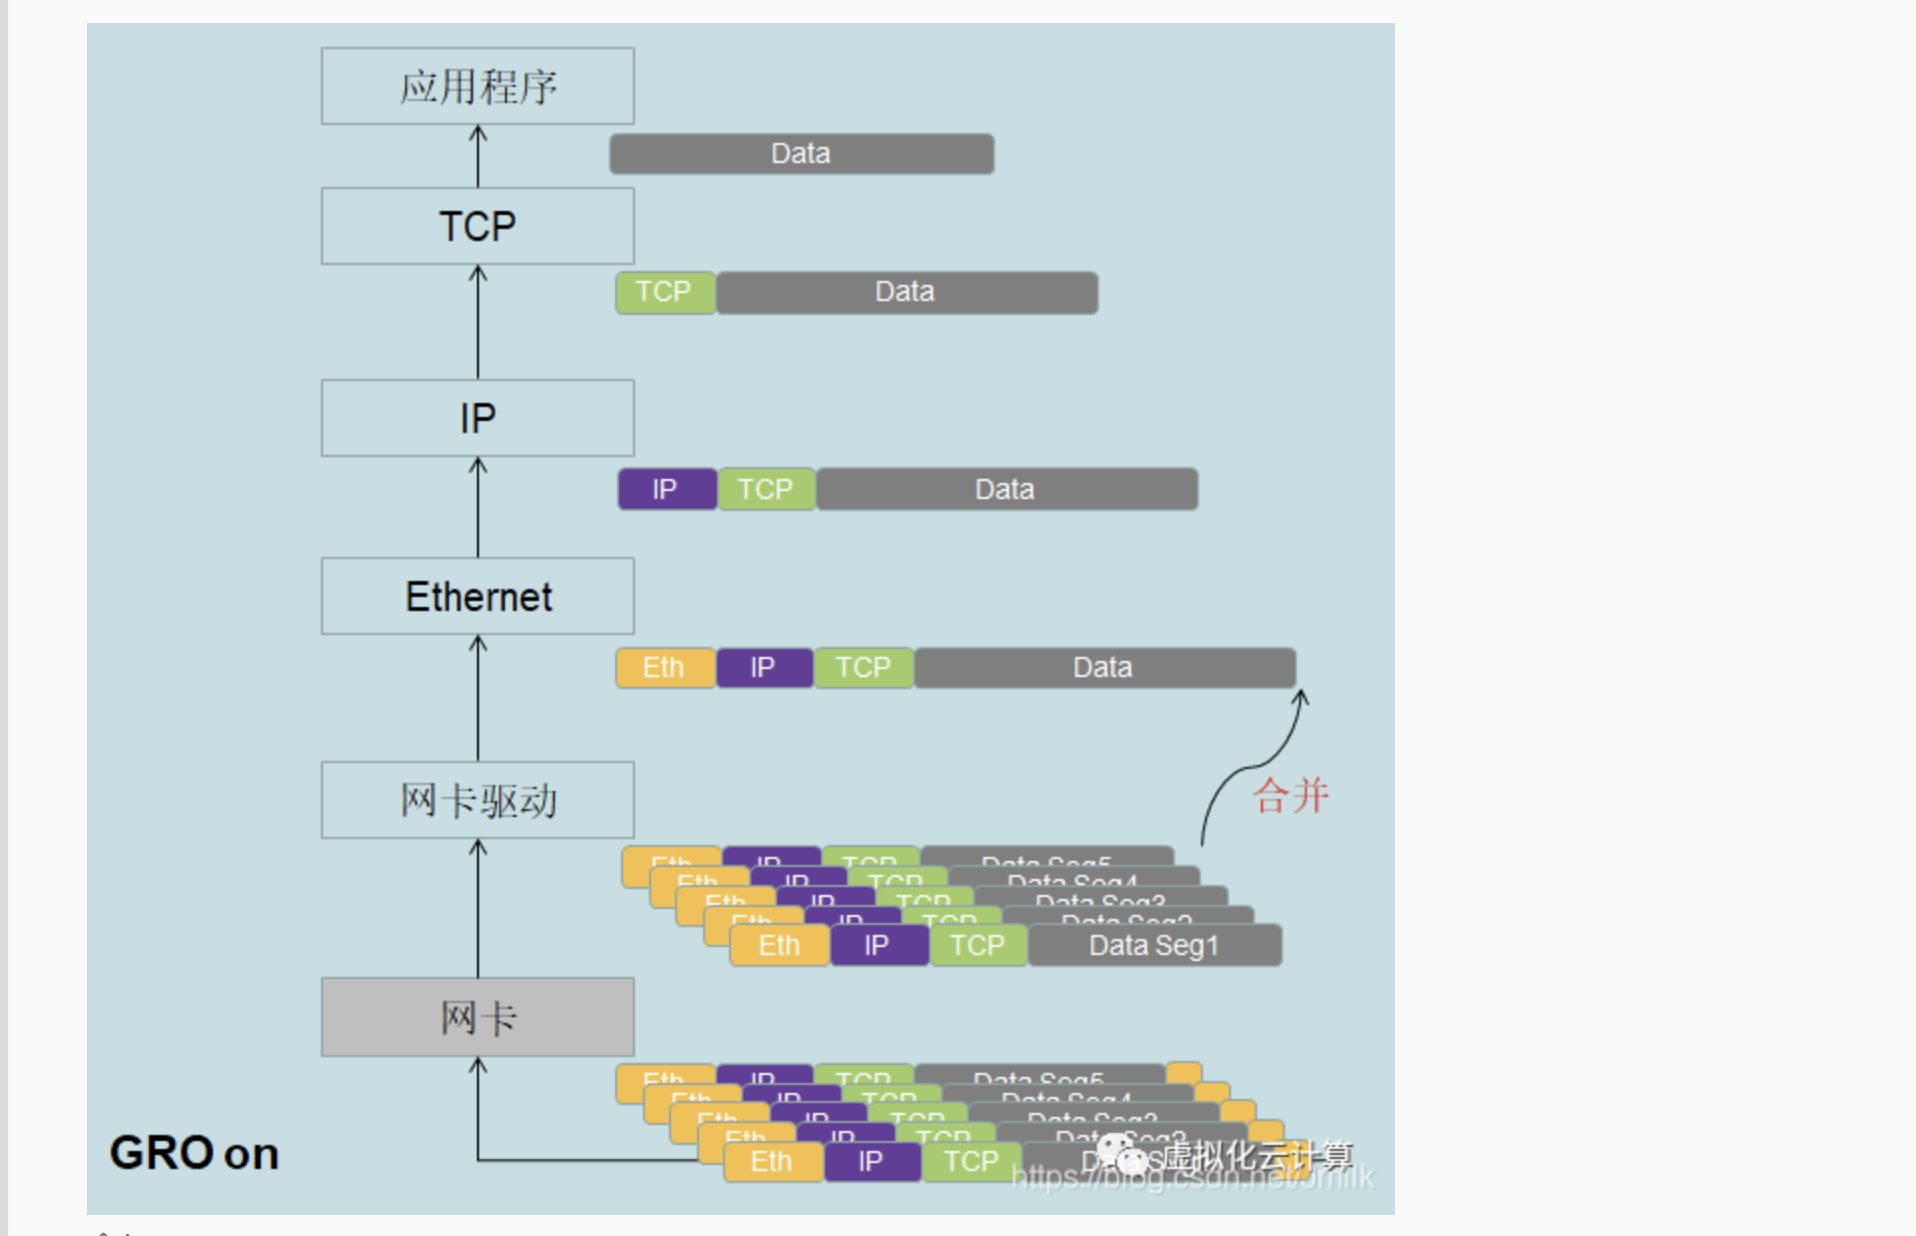 应用程序
Data
TCP
TCP Data
IP
IP TCP Data
Ethernet
Eth IP TCP Data
网卡驱动
合并
Eth IP TCP Data Seg5
Eth IP TCP Data Seg4
Eth IP TCP Data Seg3
Eth IP TCP Data Seg2
Eth IP TCP Data Seg1
网卡
Eth IP TCP Data Seg5
Eth IP TCP Data Seg4
Eth IP TCP Data Seg3
Eth IP TCP Data Seg2
Eth IP TCP
虚拟化云计算
https://blog.csdn.net/Jmilk
GRO on